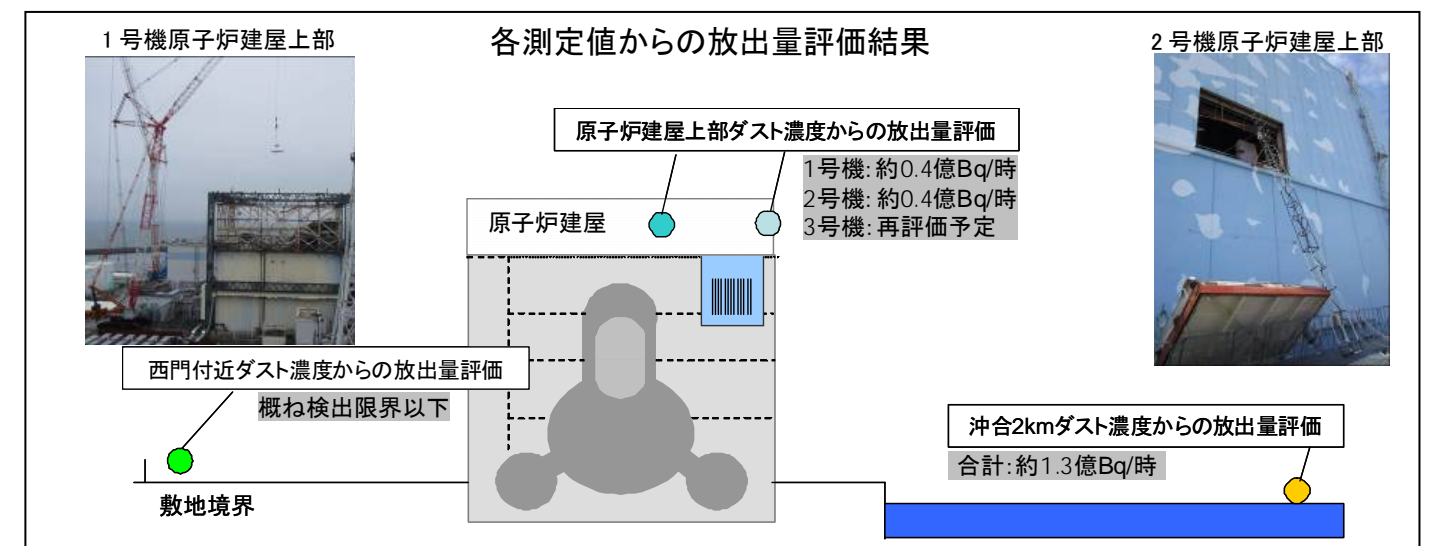 各測定値からの放出量評価結果
1号機原子炉建屋上部
2号機原子炉建屋上部
原子炉建屋上部ダスト濃度からの放出量評価
1号機:約0.4億Bq/時
2号機:約0.4億Bq/時
3号機:再評価予定
原子炉建屋
西門付近ダスト濃度からの放出量評価
概ね検出限界以下
敷地境界
沖合2kmダスト濃度からの放出量評価
合計:約1.3億Bq/時